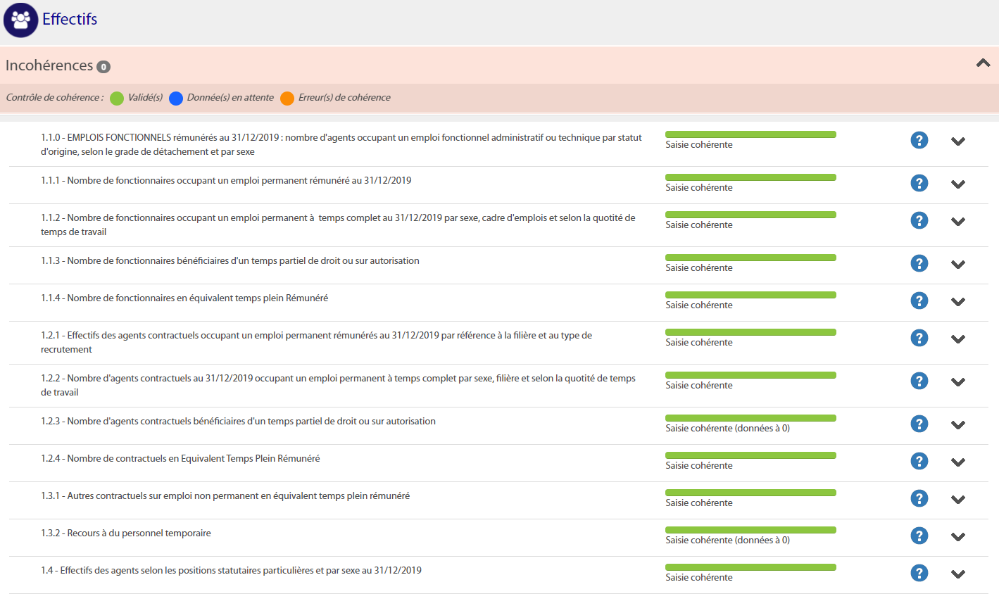 Effectifs
Incohérences 0
Contrôle de cohérence : Validé(s) Donnée(s) en attente Erreur(s) de cohérence
1.1.0 - EMPLOIS FONCTIONNELS rémunérés au 31/12/2019 : nombre d'agents occupant un emploi fonctionnel administratif ou technique par statut
d'origine, selon le grade de détachement et par sexe
Saisie cohérente
?
1.1.1 - Nombre de fonctionnaires occupant un emploi permanent rémunéré au 31/12/2019
Saisie cohérente
?
1.1.2 - Nombre de fonctionnaires occupant un emploi permanent à  temps complet au 31/12/2019 par sexe, cadre d'emplois et selon la quotité de
temps de travail
Saisie cohérente
?
1.1.3 - Nombre de fonctionnaires bénéficiaires d'un temps partiel de droit ou sur autorisation
Saisie cohérente
?
1.1.4 - Nombre de fonctionnaires en équivalent temps plein Rémunéré
Saisie cohérente
?
1.2.1 - Effectifs des agents contractuels occupant un emploi permanent rémunérés au 31/12/2019 par référence à la filière et au type de
recrutement
Saisie cohérente
?
1.2.2 - Nombre d'agents contractuels au 31/12/2019 occupant un emploi permanent à temps complet par sexe, filière et selon la quotité de temps
de travail
Saisie cohérente
?
1.2.3 - Nombre d'agents contractuels bénéficiaires d'un temps partiel de droit ou sur autorisation
Saisie cohérente (données à 0)
?
1.2.4 - Nombre de contractuels en Equivalent Temps Plein Rémunéré
Saisie cohérente
?
1.3.1 - Autres contractuels sur emploi non permanent en équivalent temps plein rémunéré
Saisie cohérente
?
1.3.2 - Recours à du personnel temporaire
Saisie cohérente (données à 0)
?
1.4 - Effectifs des agents selon les positions statutaires particulières et par sexe au 31/12/2019
Saisie cohérente
?